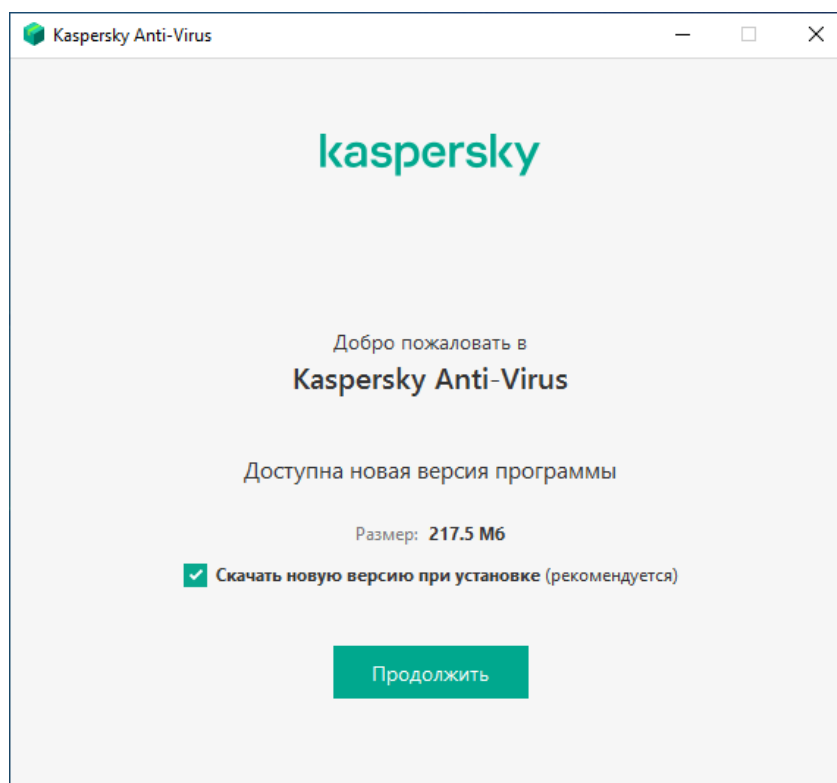 Kaspersky Anti-Virus
kaspersky
Добро пожаловать в
Kaspersky Anti-Virus
Доступна новая версия программы
Размер: 217.5 Мб
Скачать новую версию при установке (рекомендуется)
Продолжить